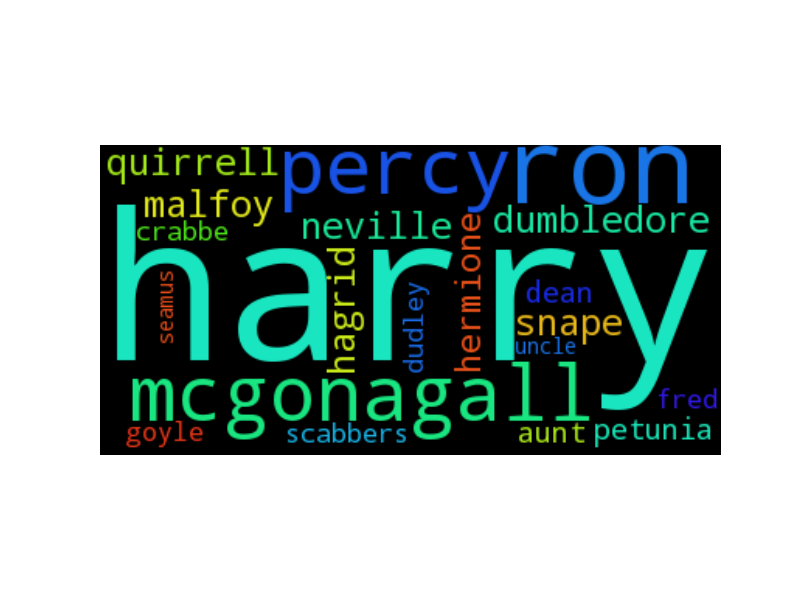 quirrell
percy
ron
malfoy
crabbe
neville
dumbledore
harry
seamus
hagrid
dudley
hermione
dean
snape
uncle
mcgonagall
fred
goyle
scabbers
aunt
petunia